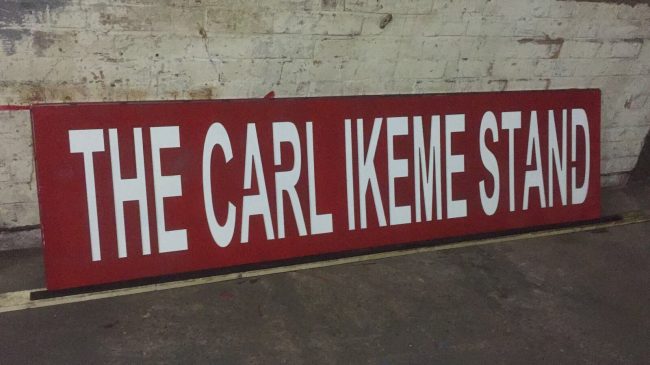 THE CARL IKEME STAND